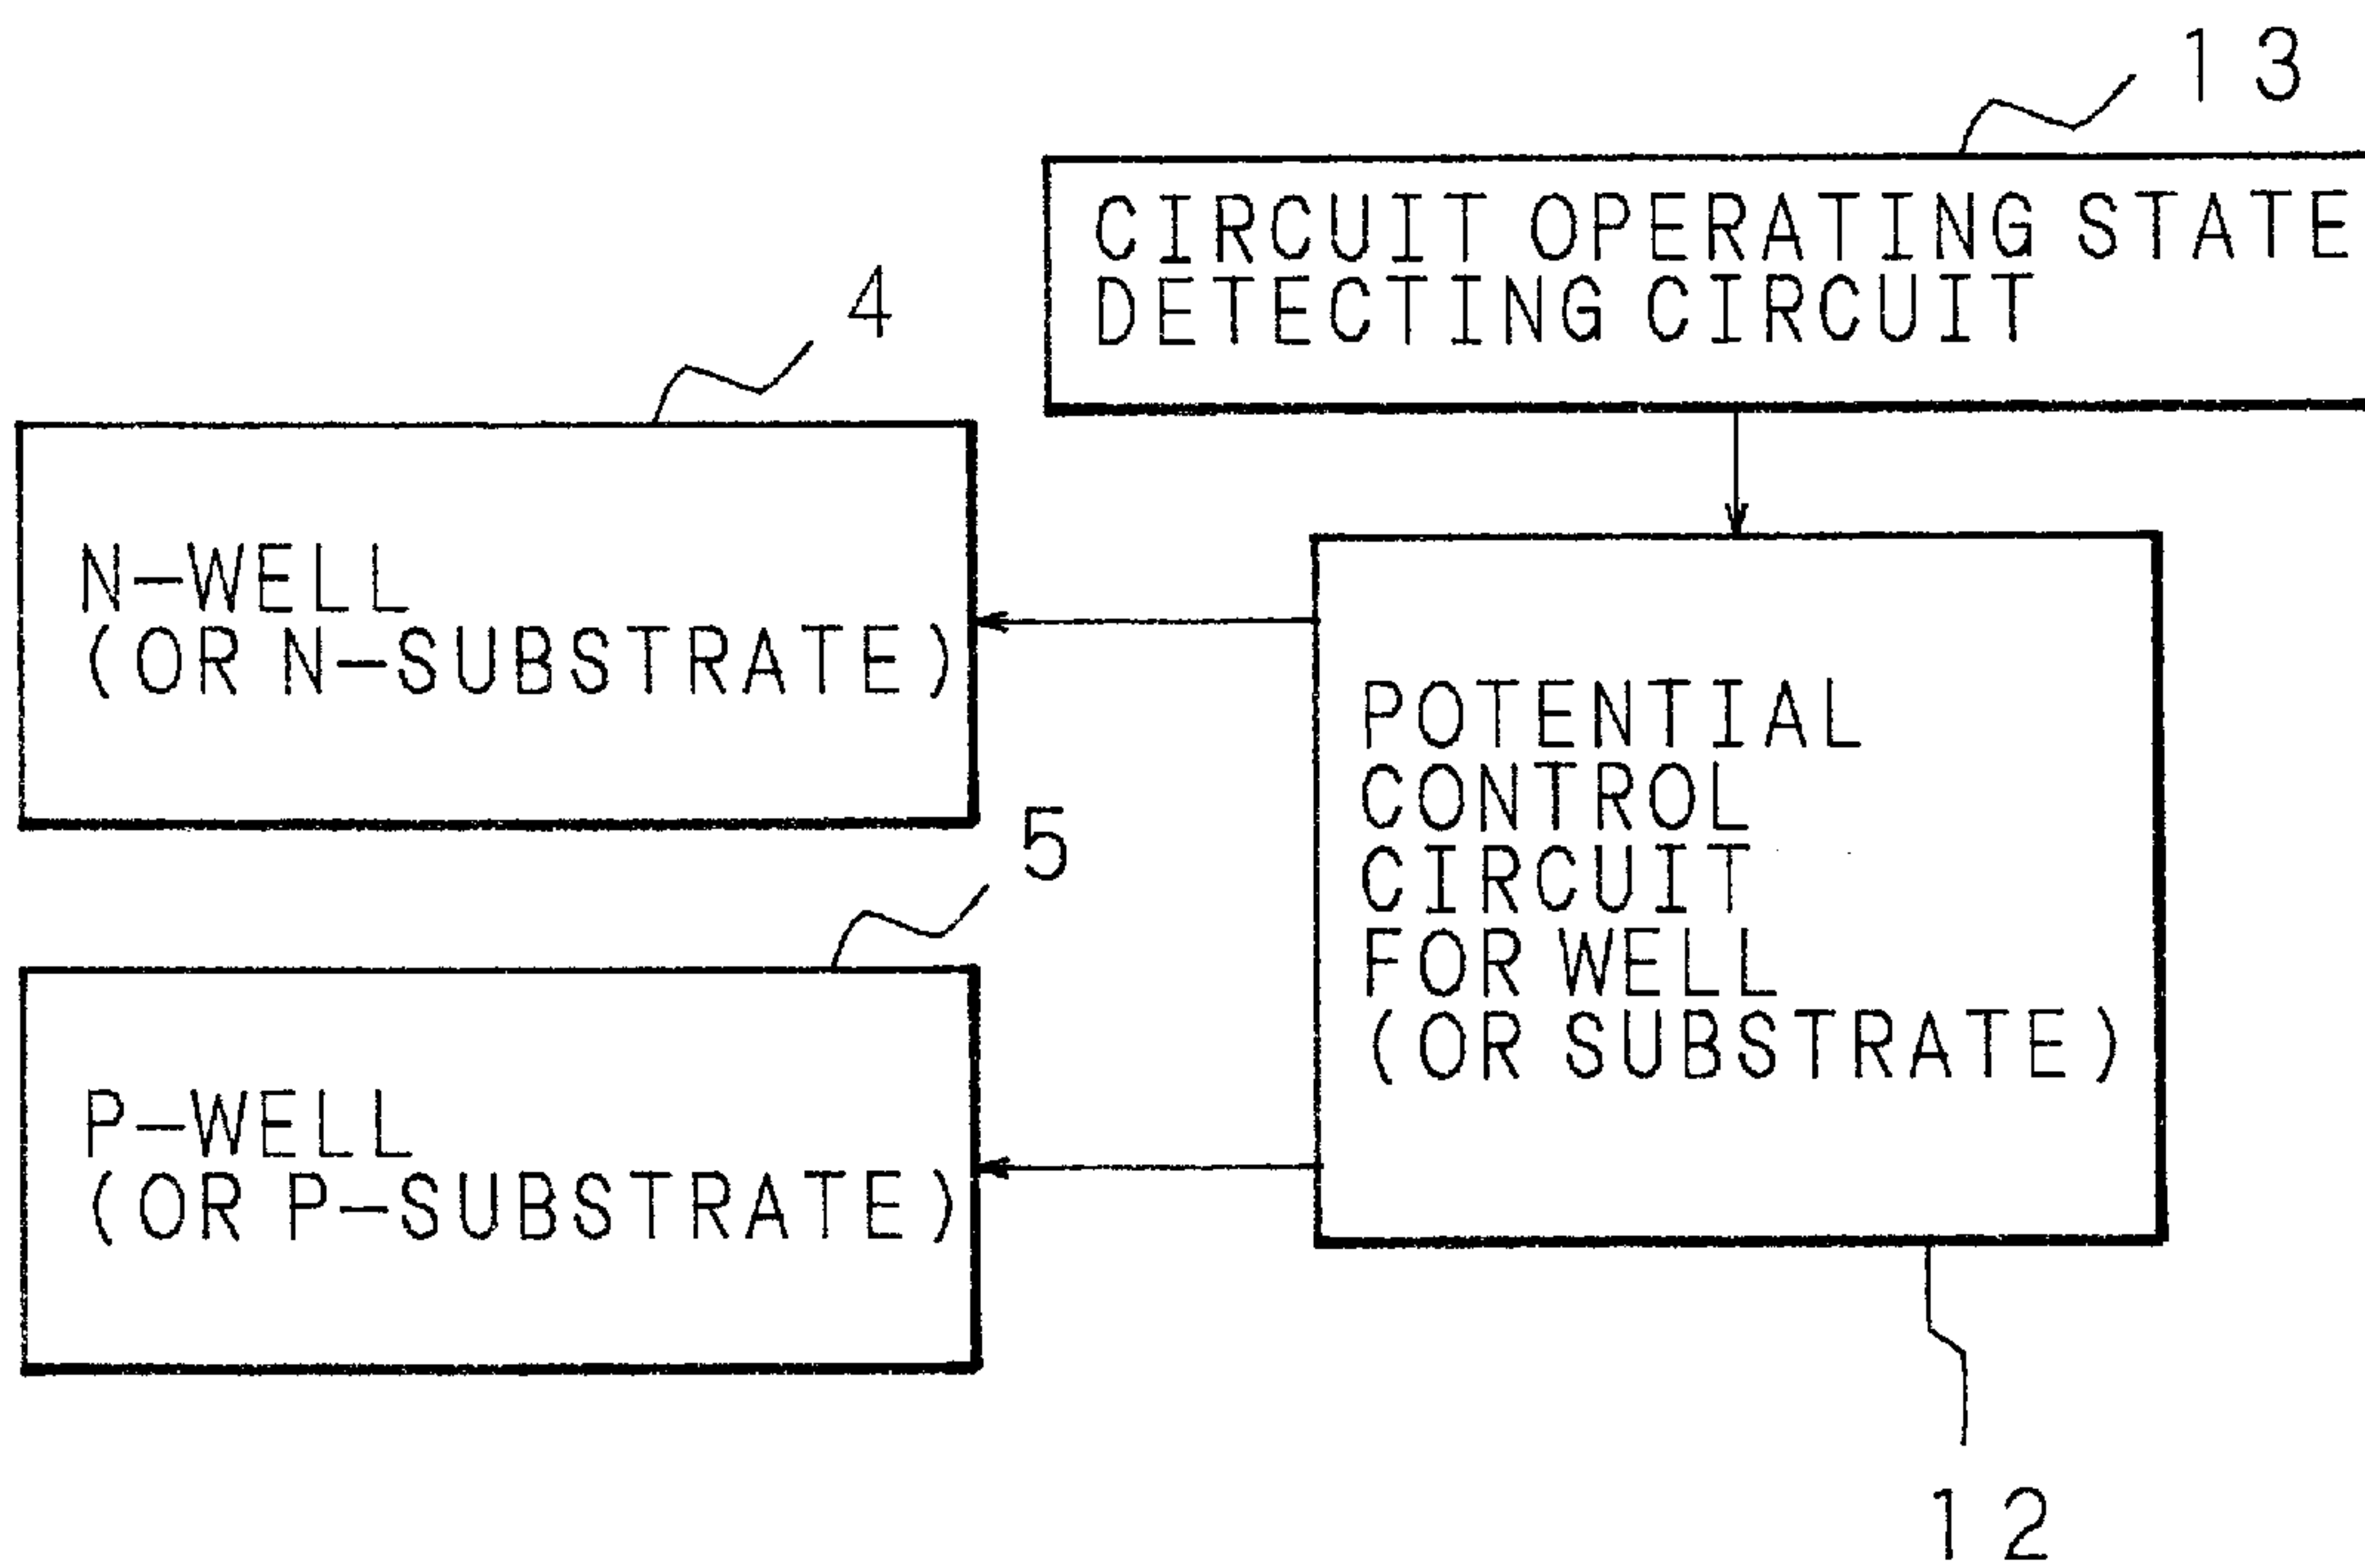 13
CIRCUIT OPERATING STATE
DETECTING CIRCUIT
4
N-WELL
(OR N-SUBSTRATE)
POTENTIAL
CONTROL
CIRCUIT
FOR WELL
(OR SUBSTRATE)
5
P-WELL
(OR P-SUBSTRATE)
12